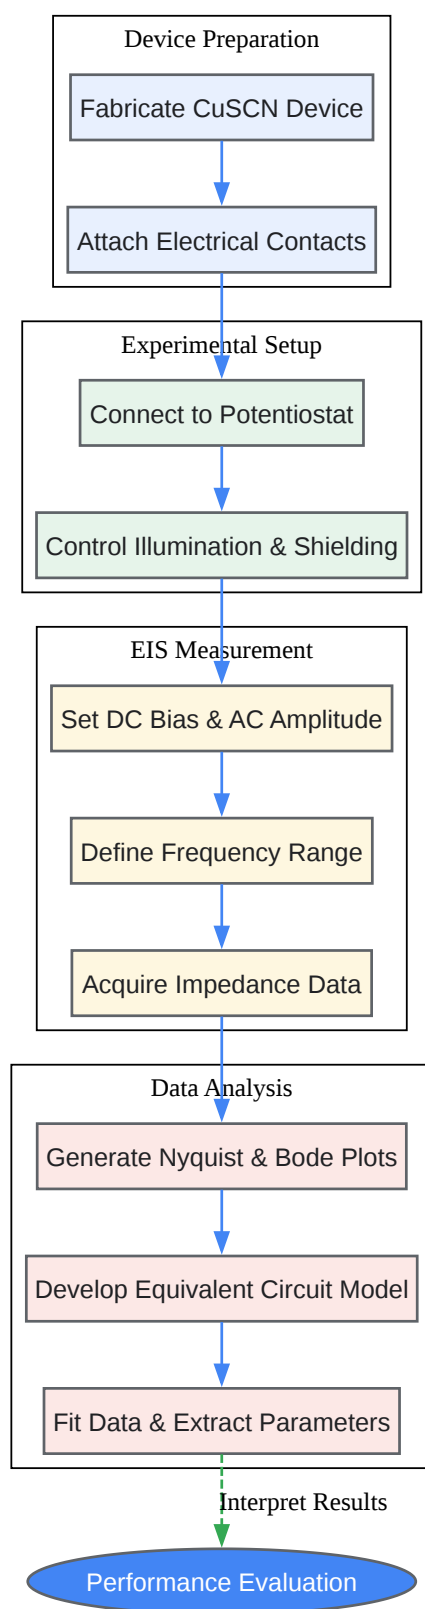 Device Preparation
Fabricate CuSCN Device
Attach Electrical Contacts
Experimental Setup
Connect to Potentiostat
Control Illumination & Shielding
EIS Measurement
Set DC Bias & AC Amplitude
Define Frequency Range
Acquire Impedance Data
Data Analysis
Generate Nyquist & Bode Plots
Develop Equivalent Circuit Model
Fit Data & Extract Parameters
Interpret Results
Performance Evaluation